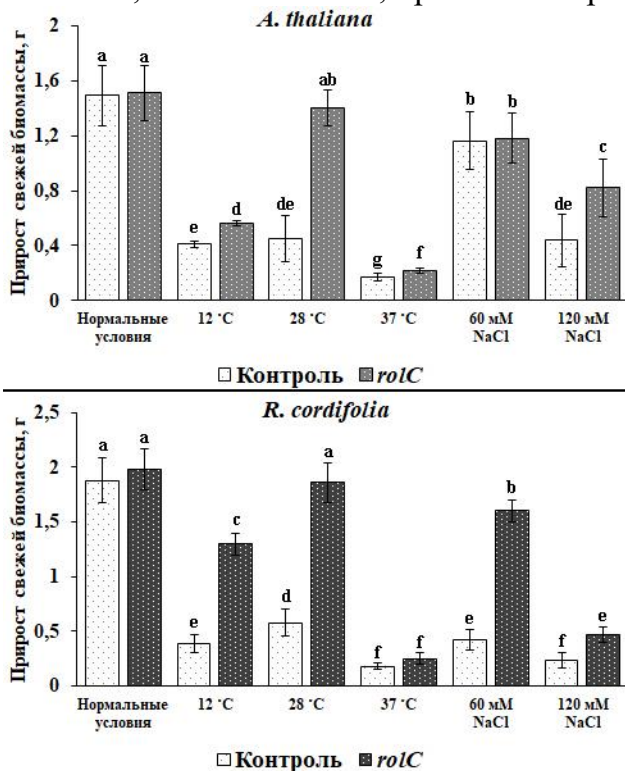 A. thaliana
Прирост свежей биомассы, г
2
1,6
1,2
0,8
0,4
0
a
a
e
d
de
ab
g
f
b
b
de
c
Нормальные условия
12 °C
28 °C
37 °C
60 мМ NaCl
120 мМ NaCl
Контроль
rolC
R. cordifolia
Прирост свежей биомассы, г
2,5
2
1,5
1
0,5
0
a
a
e
c
d
a
f
f
e
b
f
e
Нормальные условия
12 °C
28 °C
37 °C
60 мМ NaCl
120 мМ NaCl
Контроль
rolC